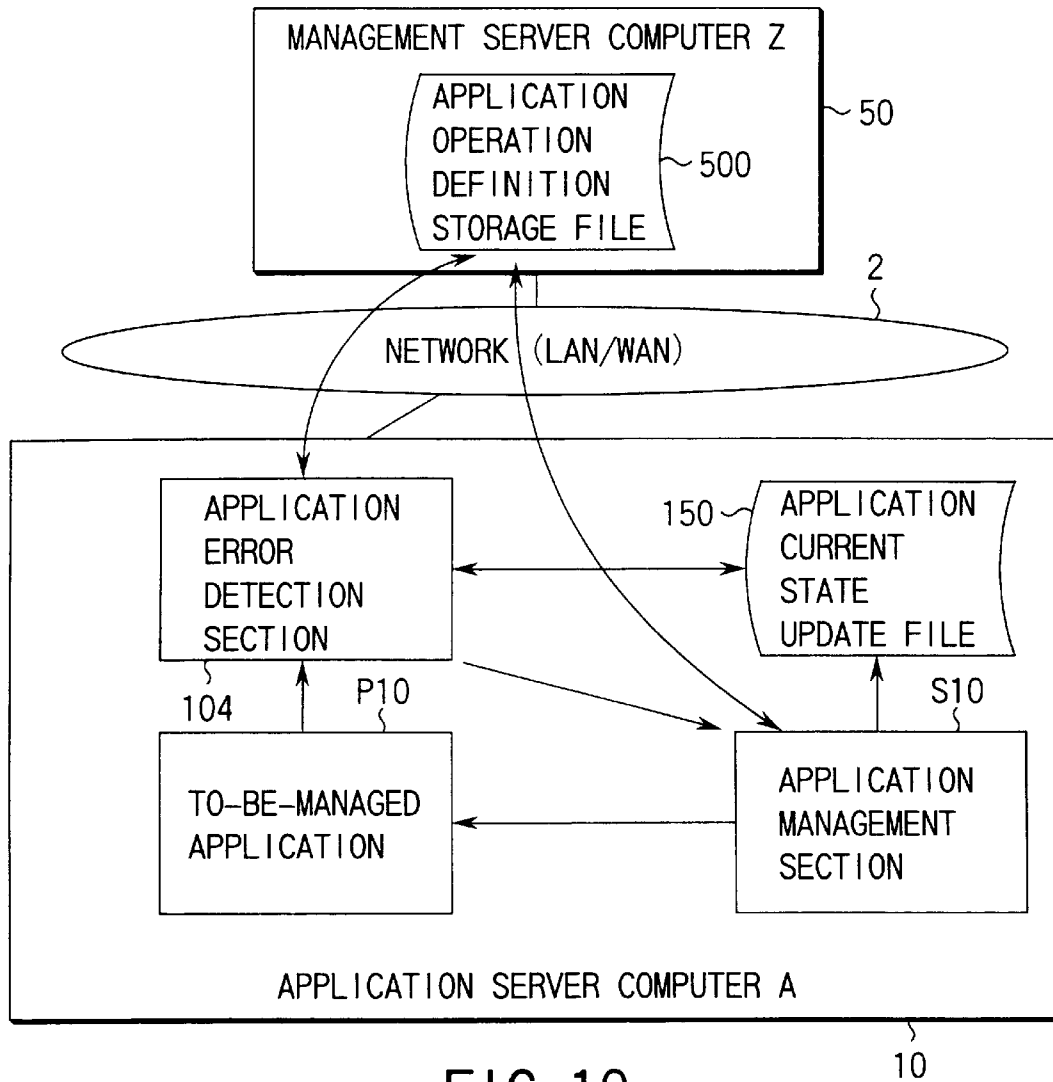 MANAGEMENT SERVER COMPUTER Z
APPLICATION
OPERATION
DEFINITION
STORAGE FILE
50
500
2
NETWORK (LAN/WAN)
APPLICATION
ERROR
DETECTION
SECTION
150
APPLICATION
CURRENT
STATE
UPDATE FILE
104
P10
S10
TO-BE-MANAGED
APPLICATION
APPLICATION
MANAGEMENT
SECTION
APPLICATION SERVER COMPUTER A
10